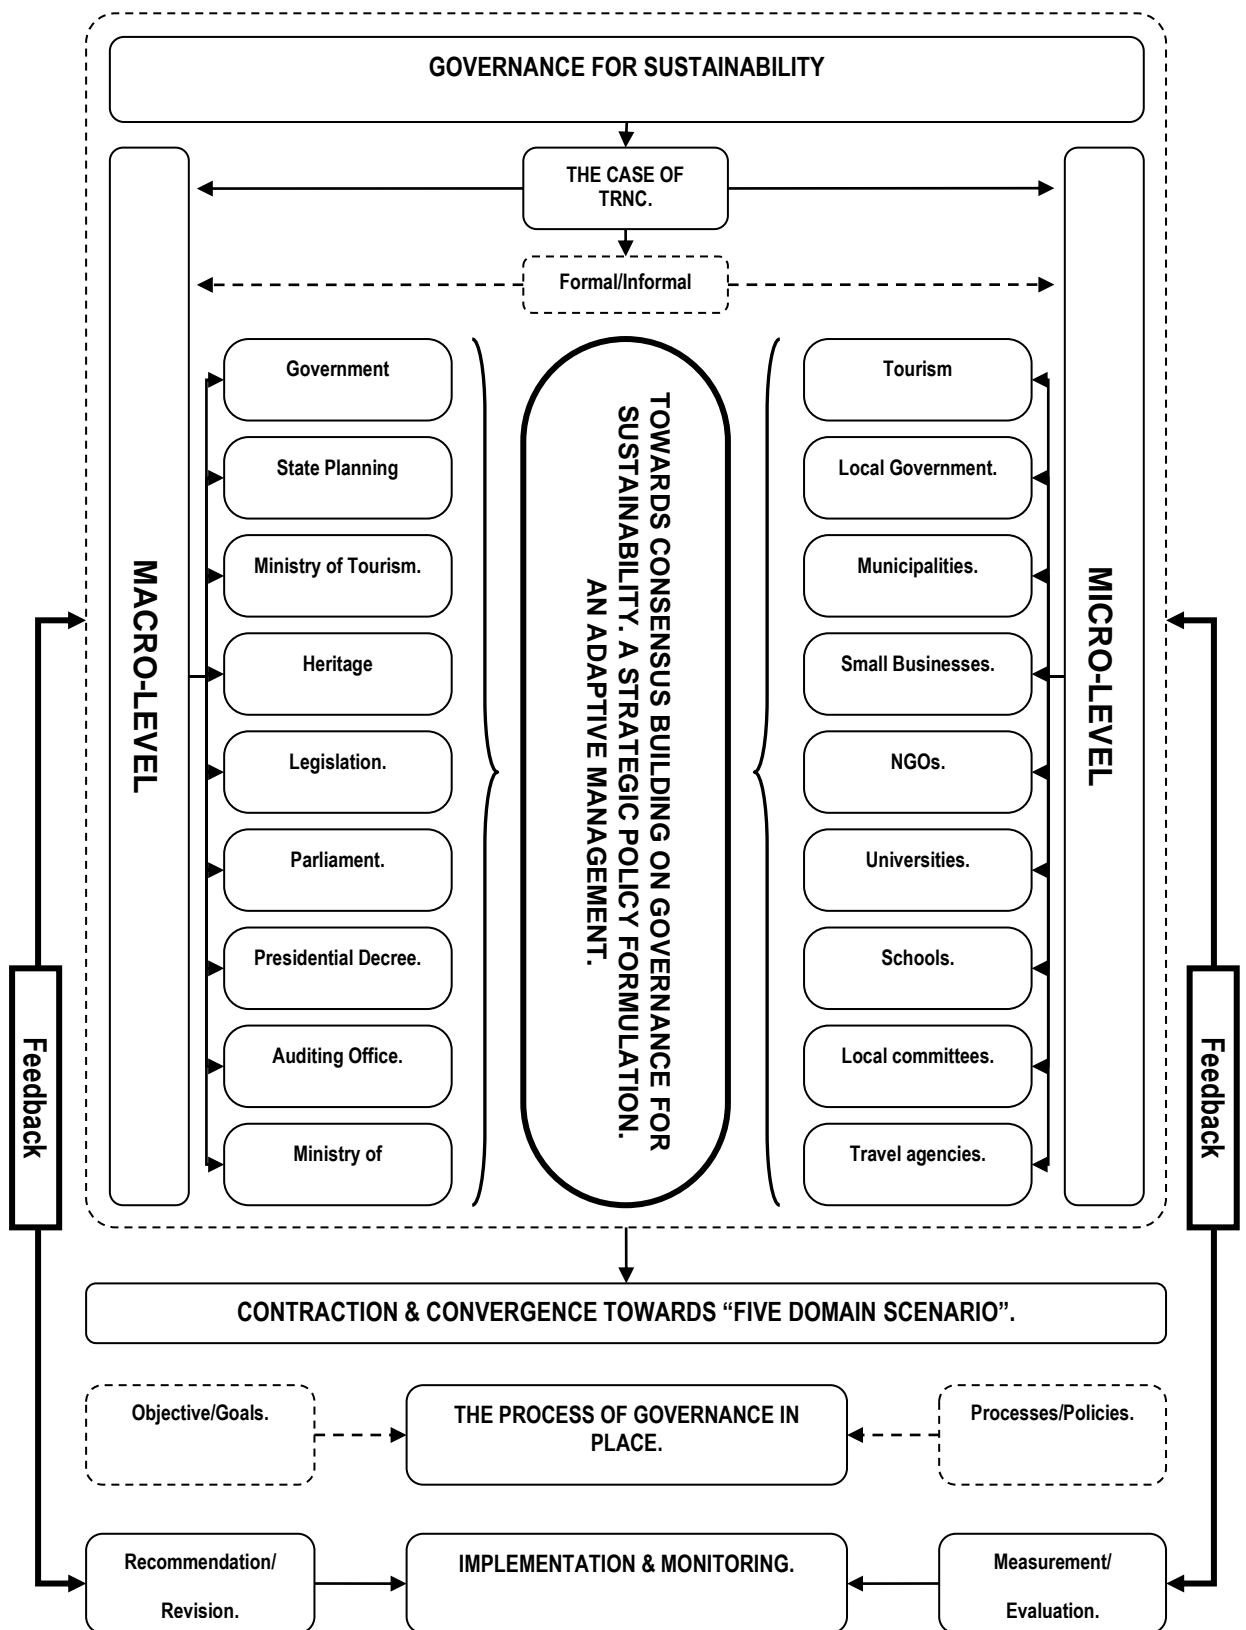 GOVERNANCE FOR SUSTAINABILITY
THE CASE OF
TRNC.
Formal/Informal
MACRO-LEVEL
Government
State Planning
Ministry of Tourism.
Heritage
Legislation.
Parliament.
Presidential Decree.
Auditing Office.
Ministry of
TOWARDS CONSENSUS BUILDING ON GOVERNANCE FOR
SUSTAINABILITY. A STRATEGIC POLICY FORMULATION.
AN ADAPTIVE MANAGEMENT.
Tourism
Local Government.
Municipalities.
Small Businesses.
NGOs.
Universities.
Schools.
Local committees.
Travel agencies.
MICRO-LEVEL
Feedback
Feedback
CONTRACTION & CONVERGENCE TOWARDS “FIVE DOMAIN SCENARIO”.
Objective/Goals.
THE PROCESS OF GOVERNANCE IN
PLACE.
Processes/Policies.
Recommendation/
Revision.
IMPLEMENTATION & MONITORING.
Measurement/
Evaluation.